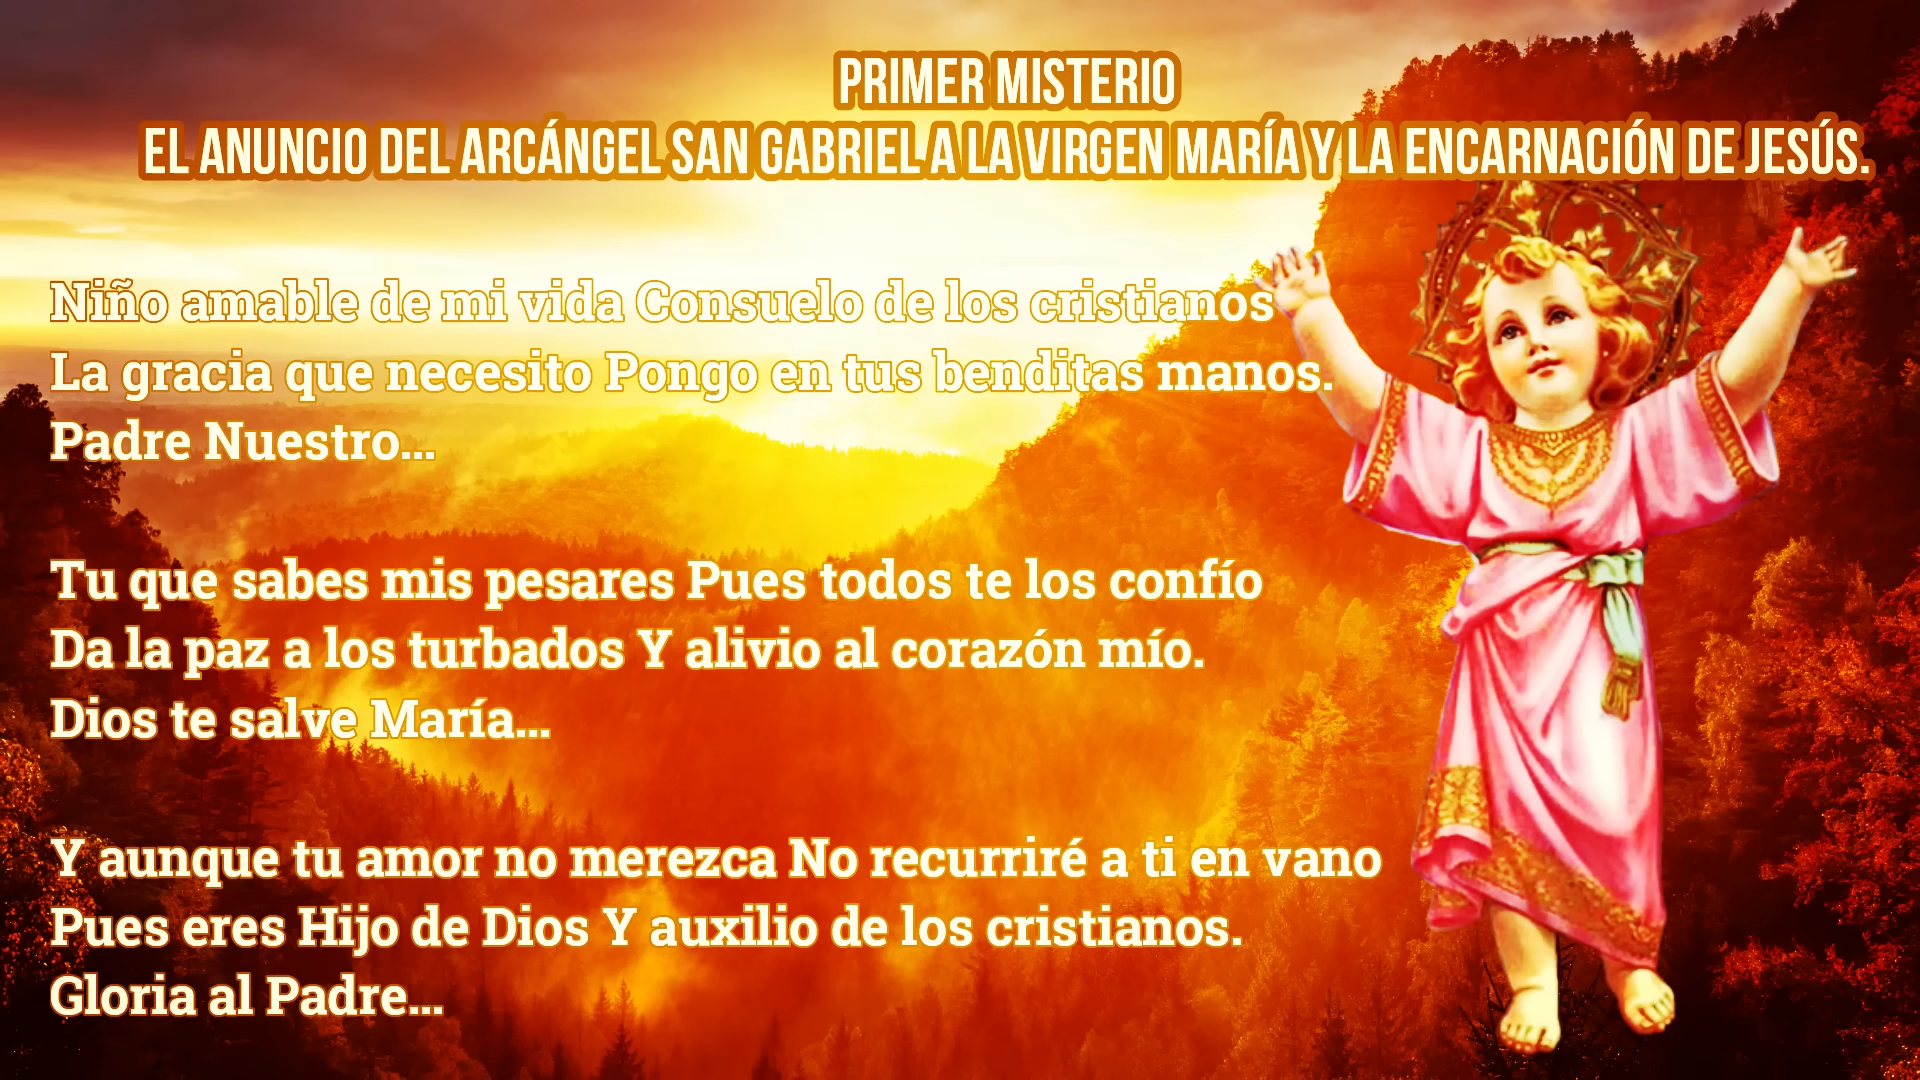 PRIMER MISTERIO
EL ANUNCIO DEL ARCÁNGEL SAN GABRIEL A LA VIRGEN MARÍA Y LA ENCARNACIÓN DE JESÚS.
Niño amable de mi vida Consuelo de los cristianos
La gracia que necesito Pongo en tus benditas manos.
Padre Nuestro...
Tu que sabes mis pesares Pues todos te los confío
Da la paz a los turbados Y alivio al corazón mío.
Dios te salve María...
Y aunque tu amor no merezca No recurriré a ti en vano
Pues eres Hijo de Dios Y auxilio de los cristianos.
Gloria al Padre...